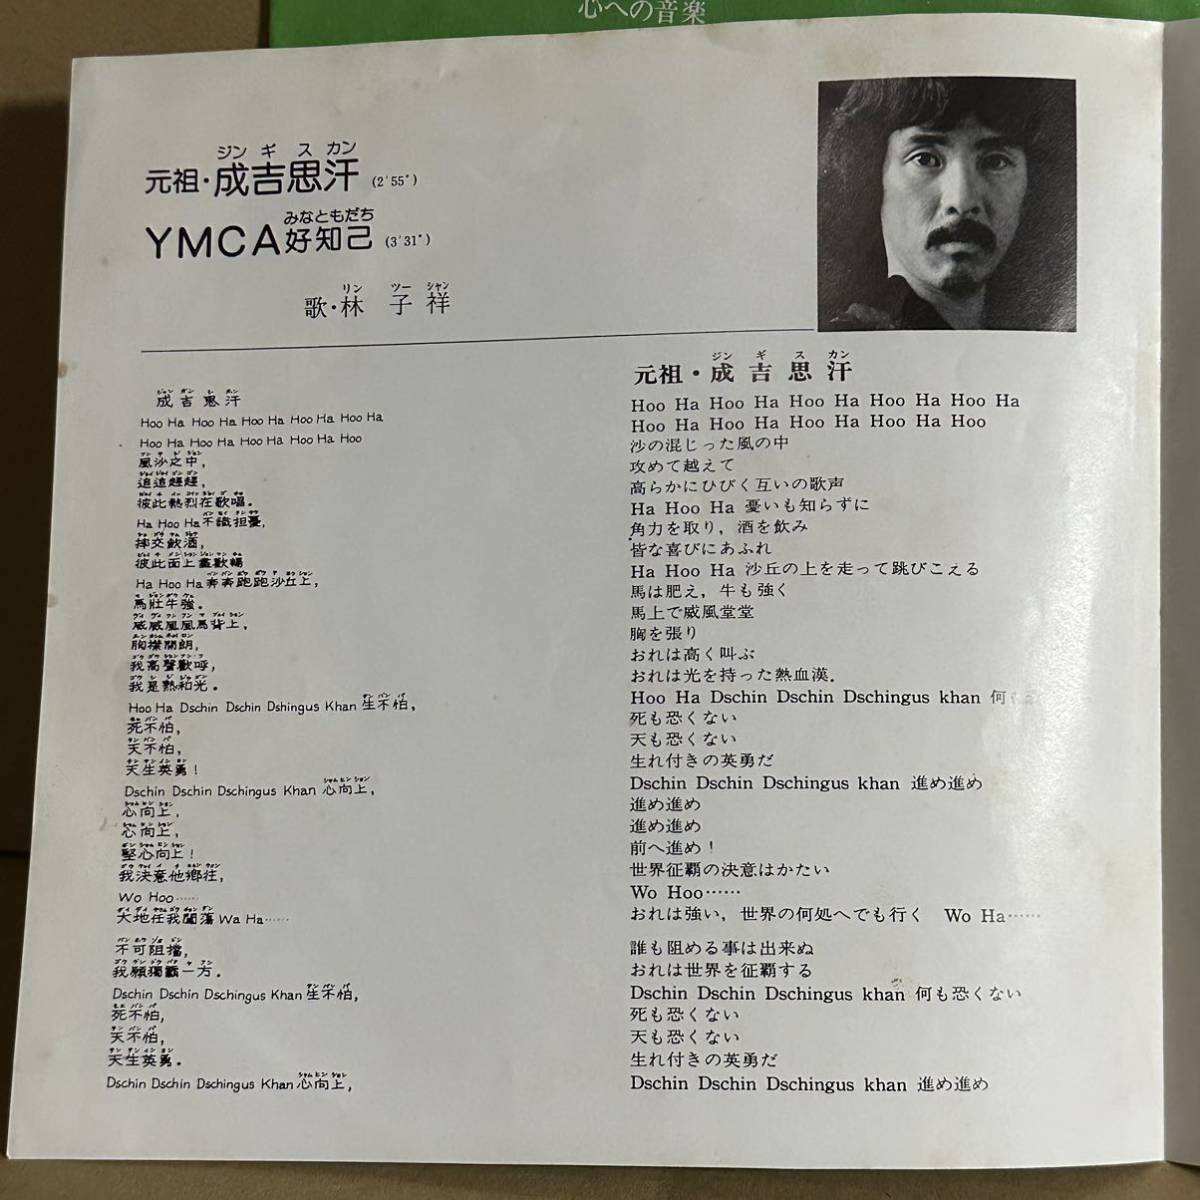 心への音楽
ジン ギ ス カン
元祖・成吉思汗 (2'55")
みなともだち
YMCA好知己 (3'31")
リン ツー シャン
歌・林 子 祥
成吉思汗
Hoo Ha Hoo Ha Hoo Ha Hoo Ha Hoo Ha
Hoo Ha Hoo Ha Hoo Ha Hoo Ha Hoo
風沙之中,
追追趕趕,
彼此熱烈在歌唱。
Ha Hoo Ha 不識担憂,
摔交飲酒,
彼此面上盡歡暢
Ha Hoo Ha 奔奔跑跑沙丘上,
馬壯牛強。
威威風風馬背上,
胸襟開朗,
我高聲歡呼,
我是熱和光。
Hoo Ha Dschin Dschin Dshingus Khan 生不怕,
死不怕,
天不怕,
天生英勇!
Dschin Dschin Dschingus Khan 心向上,
心向上,
心向上,
堅心向上!
我決意他鄉往,
Wo Hoo……
大地任我闖蕩 Wa Ha……
不可阻擋,
我願獨霸一方.
Dschin Dschin Dschingus Khan 生不怕,
死不怕,
天不怕,
天生英勇.
Dschin Dschin Dschingus Khan 心向上,
ジン ギ ス カン
元祖・成吉思汗
Hoo Ha Hoo Ha Hoo Ha Hoo Ha Hoo Ha
Hoo Ha Hoo Ha Hoo Ha Hoo Ha Hoo
沙の混じった風の中
攻めて越えて
高らかにひびく互いの歌声
Ha Hoo Ha 憂いも知らずに
角力を取り，酒を飲み
皆な喜びにあふれ
Ha Hoo Ha 沙丘の上を走って跳びこえる
馬は肥え，牛も強く
馬上で威風堂堂
胸を張り
おれは高く叫ぶ
おれは光を持った熱血漢.
Hoo Ha Dschin Dschin Dschingus khan 何
死も恐くない
天も恐くない
生れ付きの英勇だ
Dschin Dschin Dschingus khan 進め進め
進め進め
進め進め
前へ進め！
世界征覇の決意はかたい
Wo Hoo……
おれは強い，世界の何処へでも行く Wo Ha……
誰も阻める事は出来ぬ
おれは世界を征覇する
Dschin Dschin Dschingus khan 何も恐くない
死も恐くない
天も恐くない
生れ付きの英勇だ
Dschin Dschin Dschingus khan 進め進め